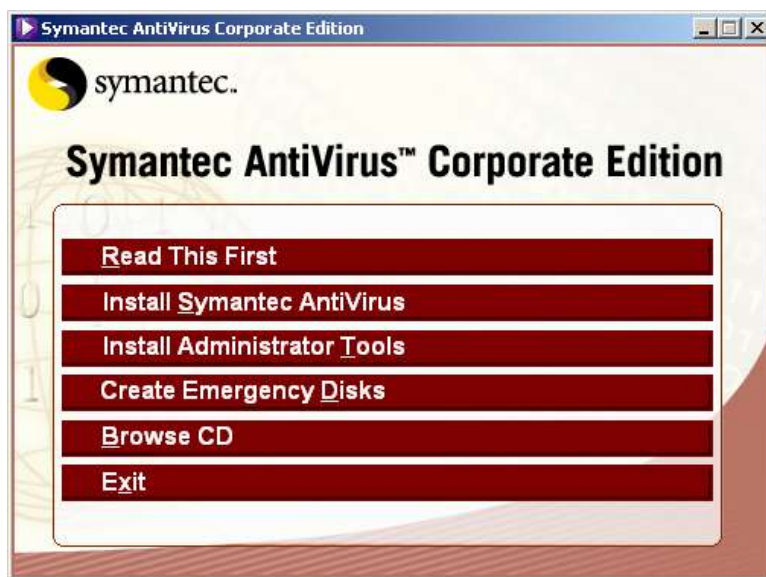 Symantec AntiVirus Corporate Edition
symantec.
Symantec AntiVirus™ Corporate Edition
Read This First
Install Symantec AntiVirus
Install Administrator Tools
Create Emergency Disks
Browse CD
Exit